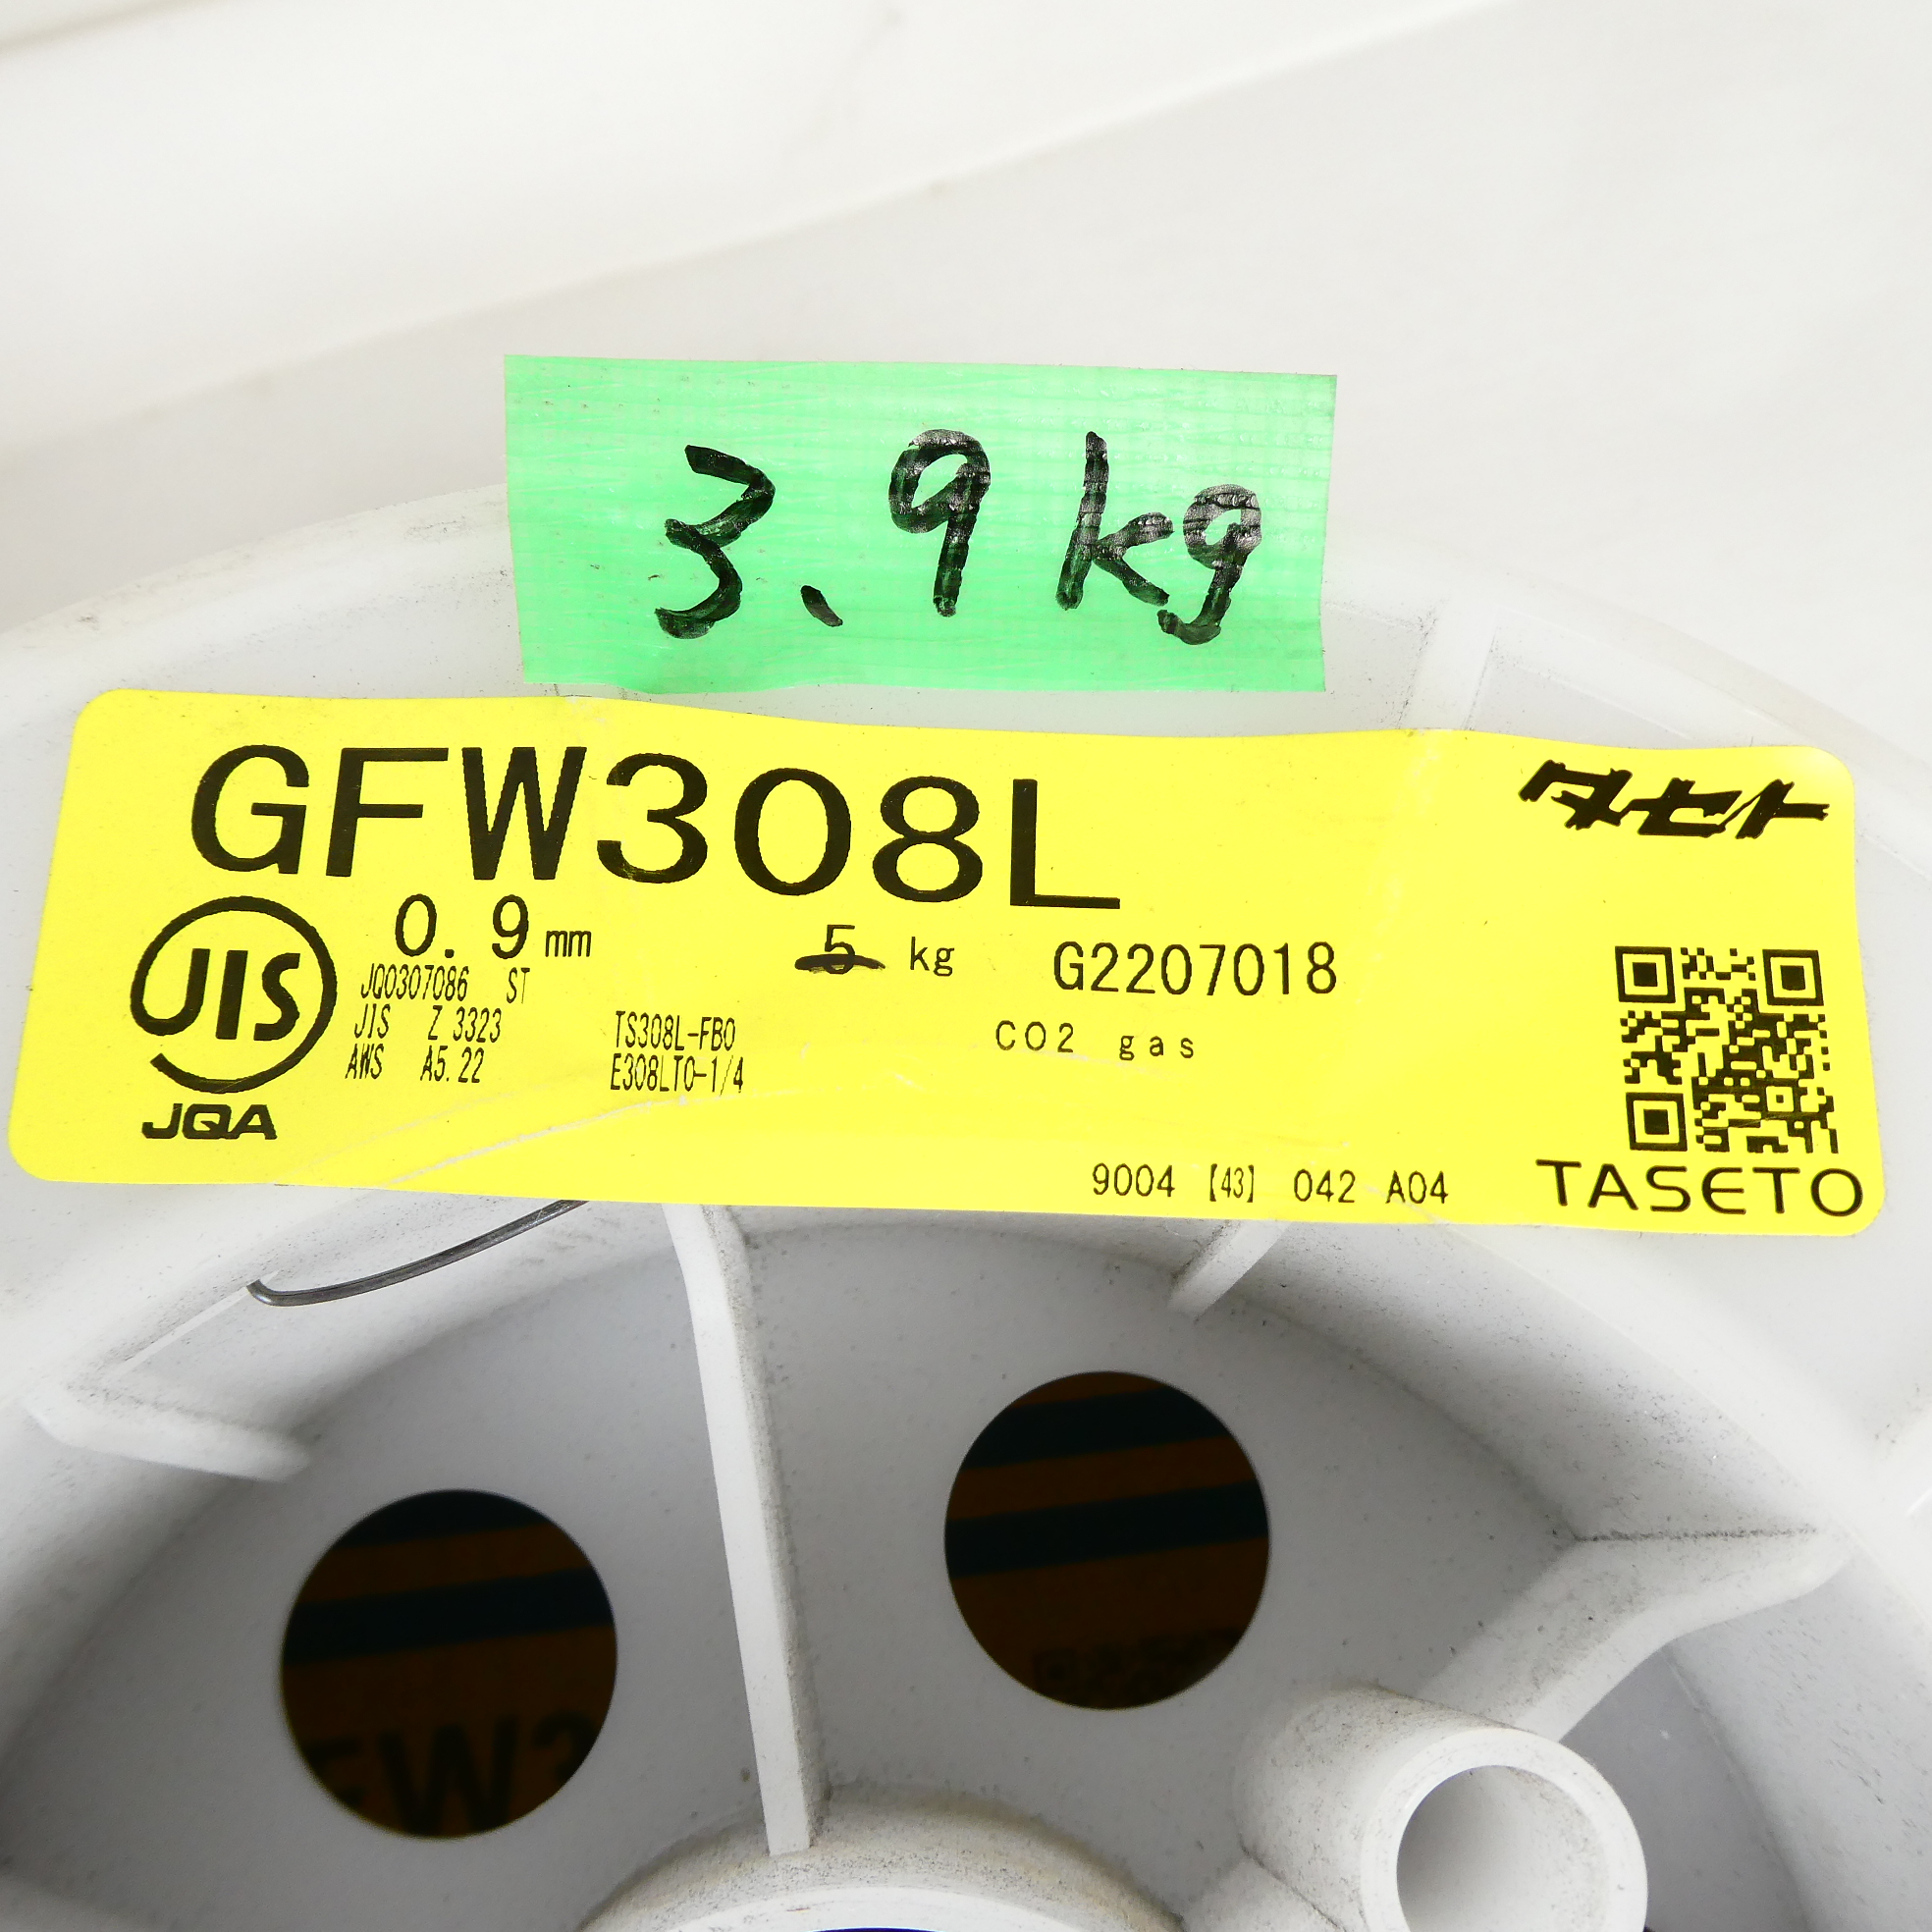 3.9kg
GFW308L
タセト
0.9mm 5 kg G2207018
JQ0307086 ST
JIS Z 3323 TS308L-FB0
AWS A5.22 E308LT0-1/4
CO2 gas
JIS
JQA
9004 【43】 042 A04
TASETO
FW3